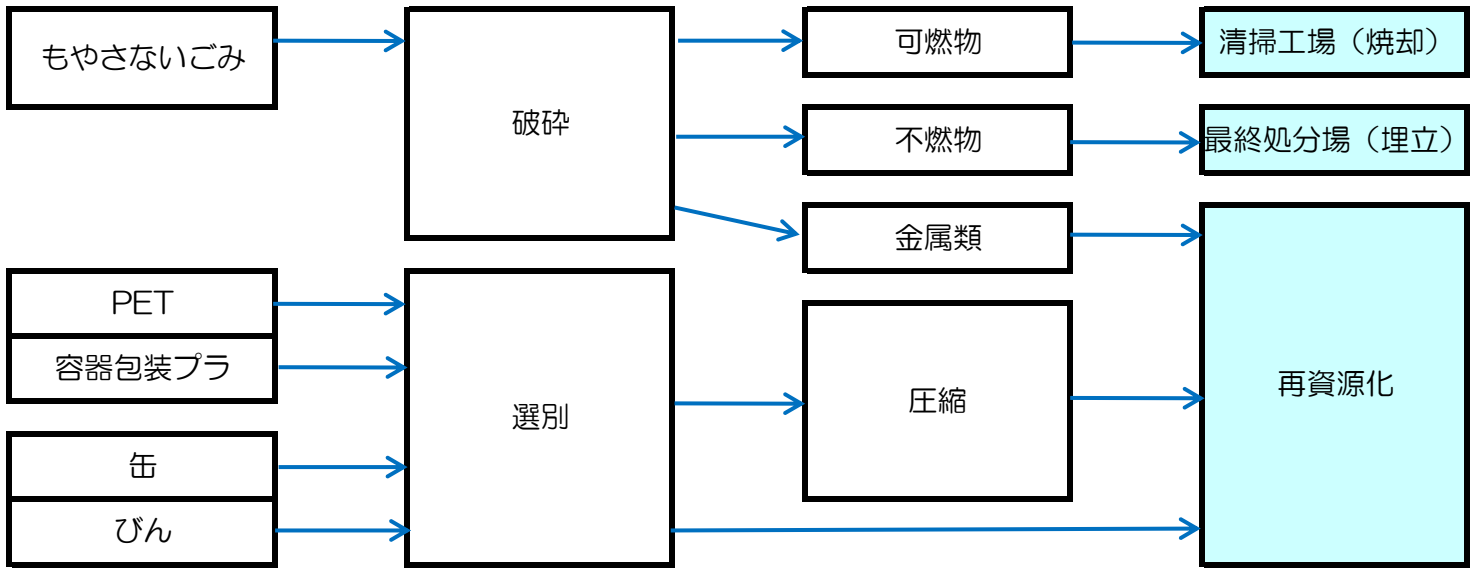 もやさないごみ
破砕
可燃物
清掃工場（焼却）
不燃物
最終処分場（埋立）
金属類
PET
容器包装プラ
選別
圧縮
再資源化
缶
びん